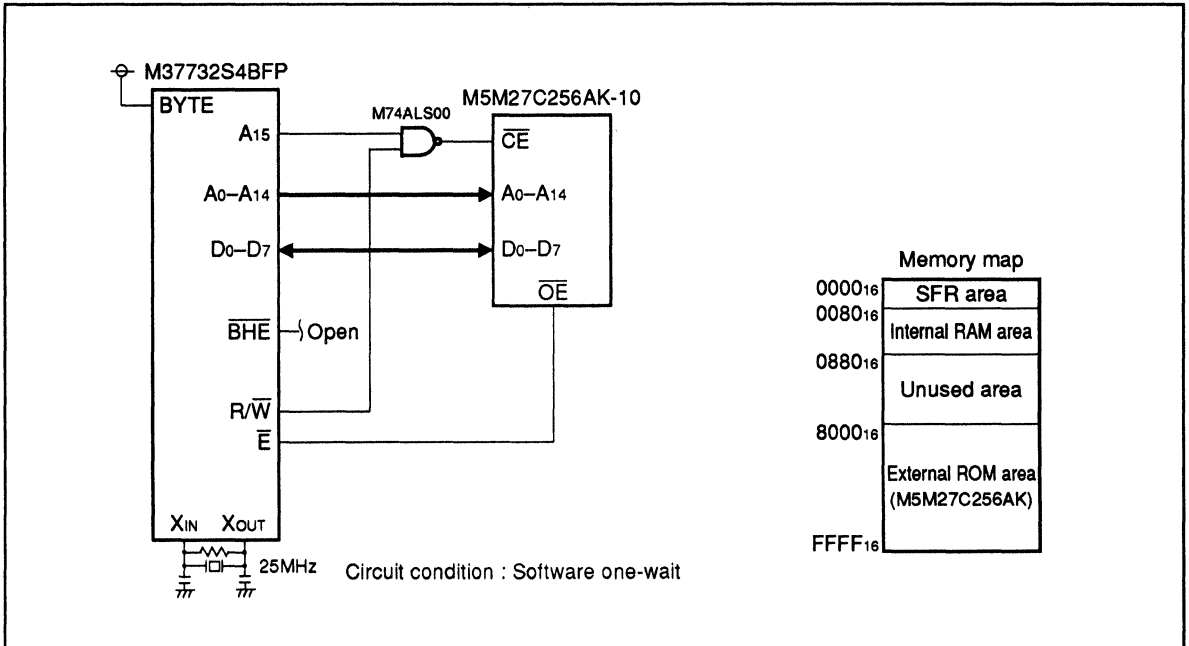 M37732S4BFP
BYTE
M5M27C256AK-10
M74ALS00
A15
CE
A0–A14
A0–A14
D0–D7
D0–D7
OE
BHE
Open
R/W
E
XIN
XOUT
25MHz
Circuit condition : Software one-wait
Memory map
000016
SFR area
008016
Internal RAM area
088016
Unused area
800016
External ROM area
(M5M27C256AK)
FFFF16